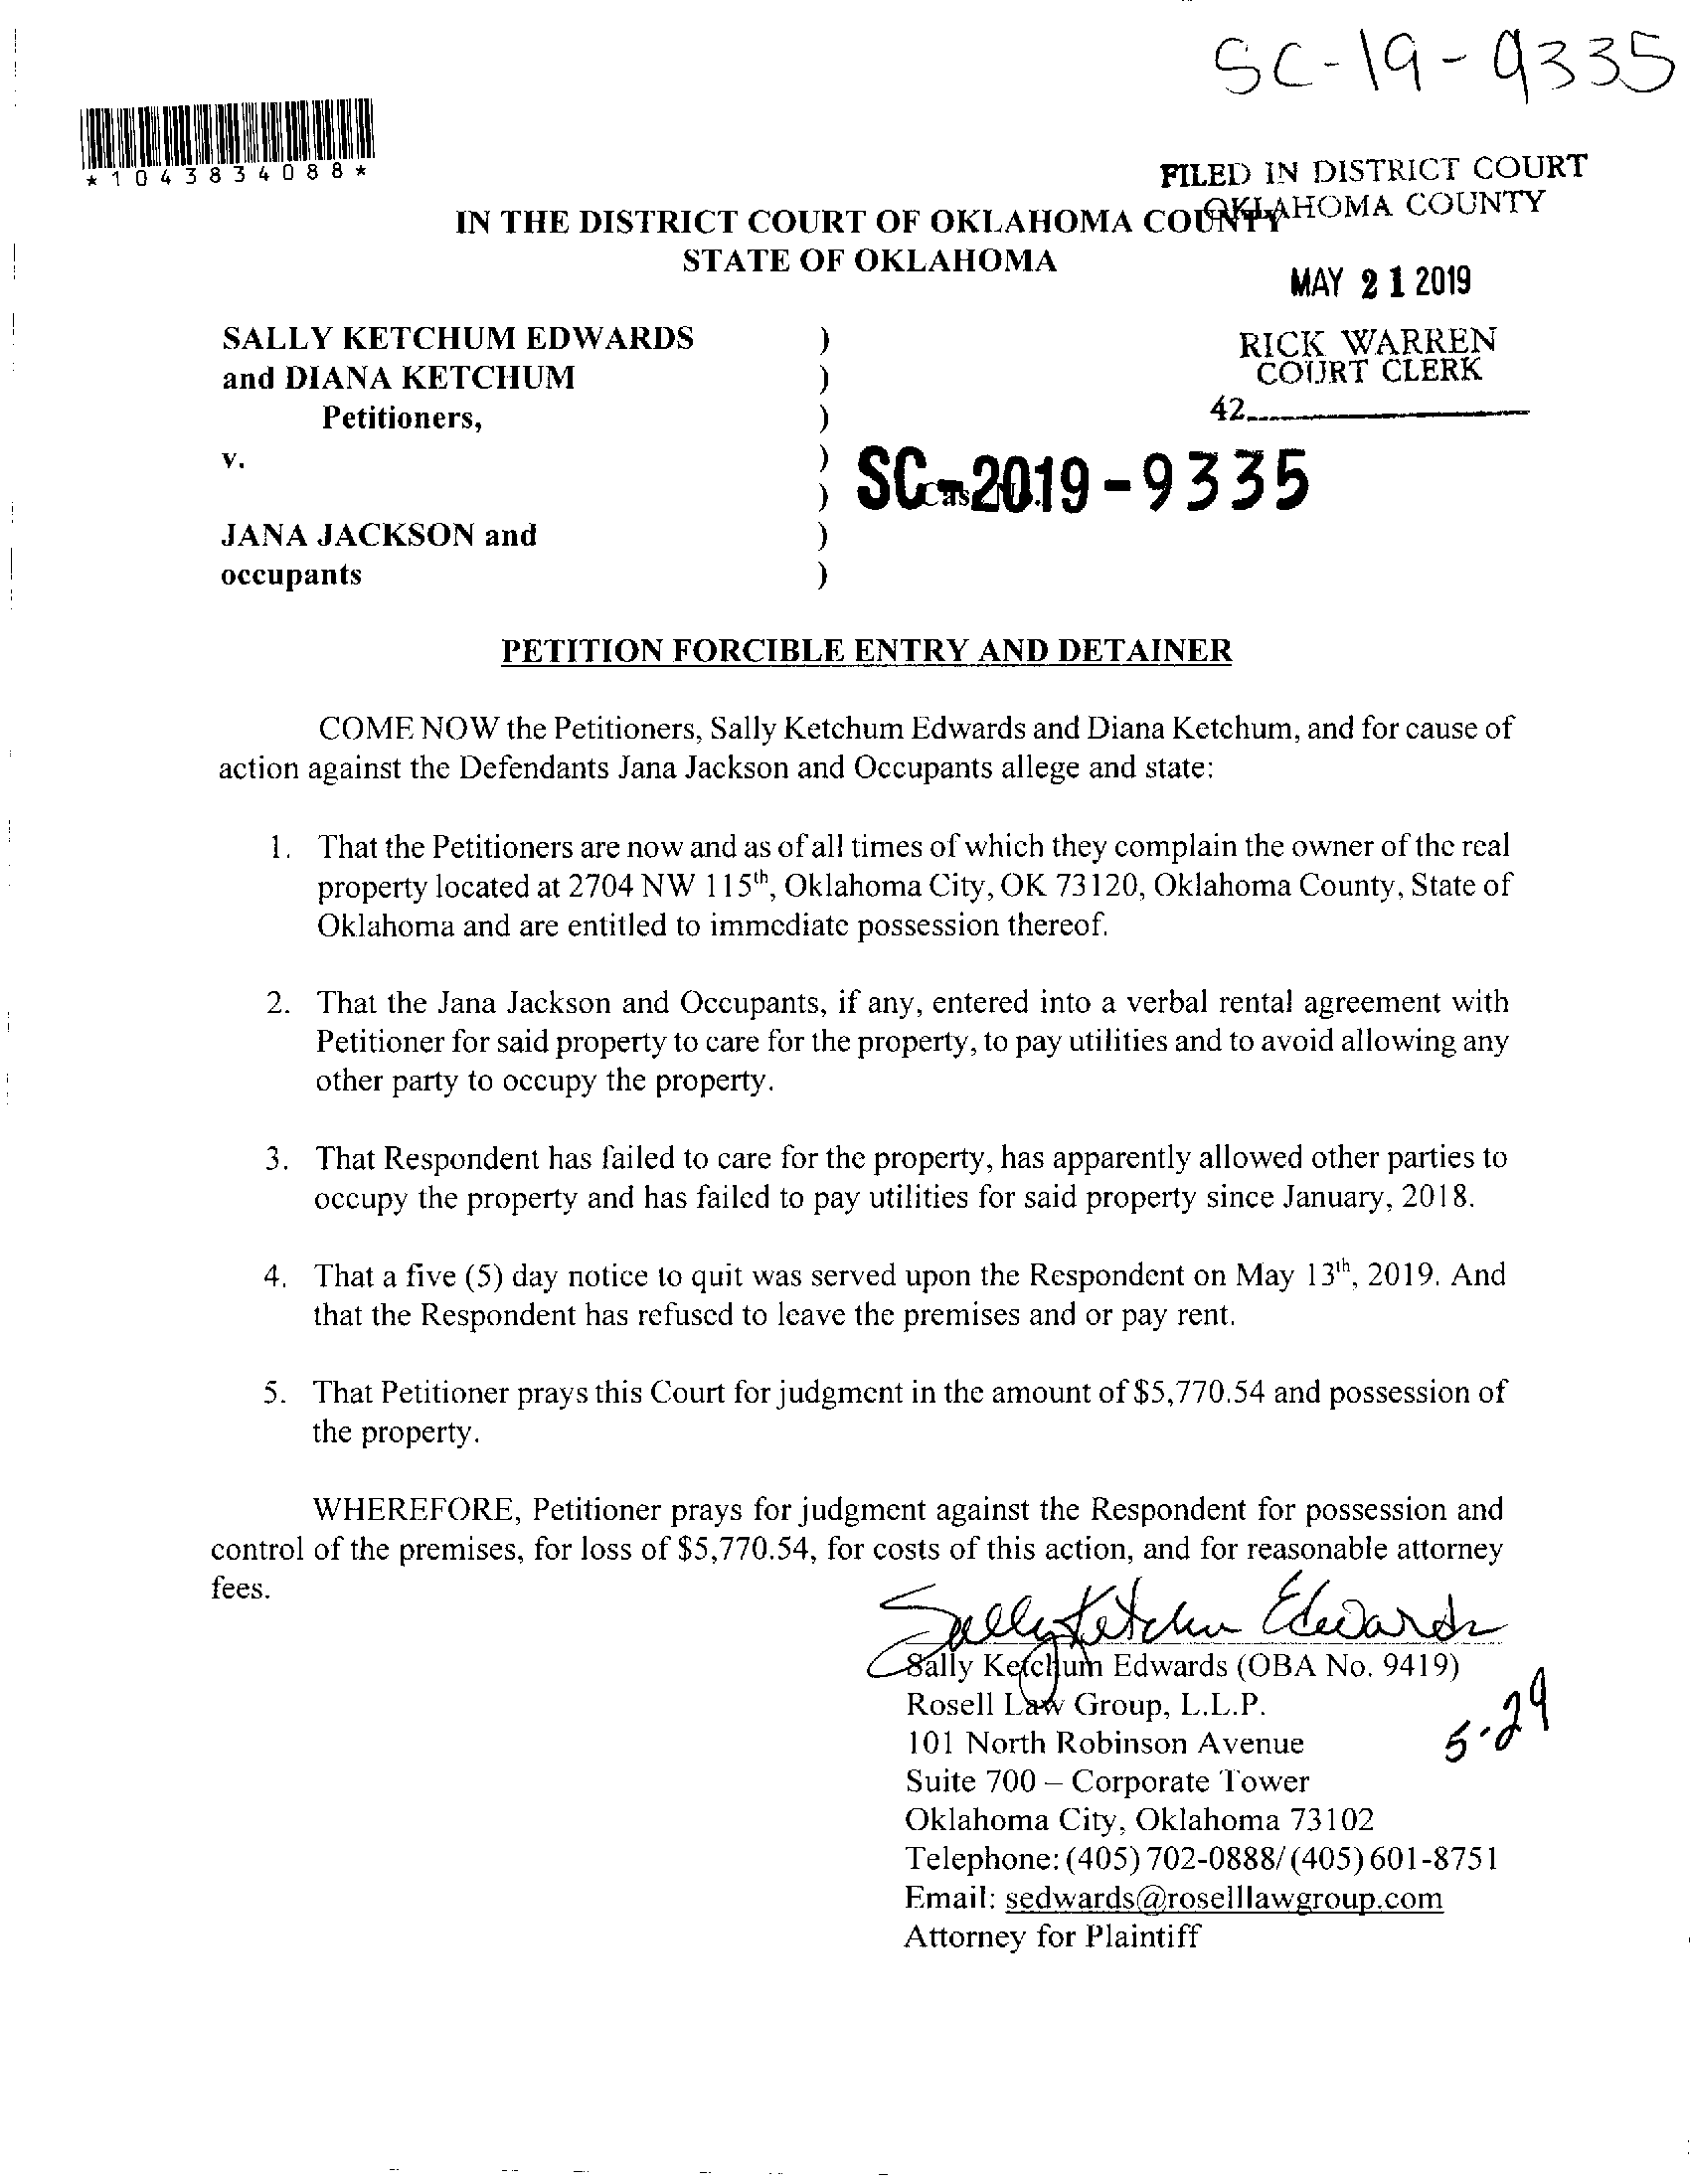 SC-19-9335
*1043834088*
FILED IN DISTRICT COURT
OKLAHOMA COUNTY
IN THE DISTRICT COURT OF OKLAHOMA COUNTY
STATE OF OKLAHOMA
MAY 21 2019
SALLY KETCHUM EDWARDS )
and DIANA KETCHUM )
Petitioners, )
v. )
)
JANA JACKSON and )
occupants )
RICK WARREN
COURT CLERK
42
SC-2019-9335
PETITION FORCIBLE ENTRY AND DETAINER
COME NOW the Petitioners, Sally Ketchum Edwards and Diana Ketchum, and for cause of
action against the Defendants Jana Jackson and Occupants allege and state:
1. That the Petitioners are now and as of all times of which they complain the owner of the real
property located at 2704 NW 115th, Oklahoma City, OK 73120, Oklahoma County, State of
Oklahoma and are entitled to immediate possession thereof.
2. That the Jana Jackson and Occupants, if any, entered into a verbal rental agreement with
Petitioner for said property to care for the property, to pay utilities and to avoid allowing any
other party to occupy the property.
3. That Respondent has failed to care for the property, has apparently allowed other parties to
occupy the property and has failed to pay utilities for said property since January, 2018.
4. That a five (5) day notice to quit was served upon the Respondent on May 13th, 2019. And
that the Respondent has refused to leave the premises and or pay rent.
5. That Petitioner prays this Court for judgment in the amount of $5,770.54 and possession of
the property.
WHEREFORE, Petitioner prays for judgment against the Respondent for possession and
control of the premises, for loss of $5,770.54, for costs of this action, and for reasonable attorney
fees.
Sally Ketchum Edwards
Sally Ketchum Edwards (OBA No. 9419)
Rosell Law Group, L.L.P.
101 North Robinson Avenue
Suite 700 – Corporate Tower
Oklahoma City, Oklahoma 73102
Telephone: (405) 702-0888/ (405) 601-8751
Email: sedwards@roselllawgroup.com
Attorney for Plaintiff
5-29